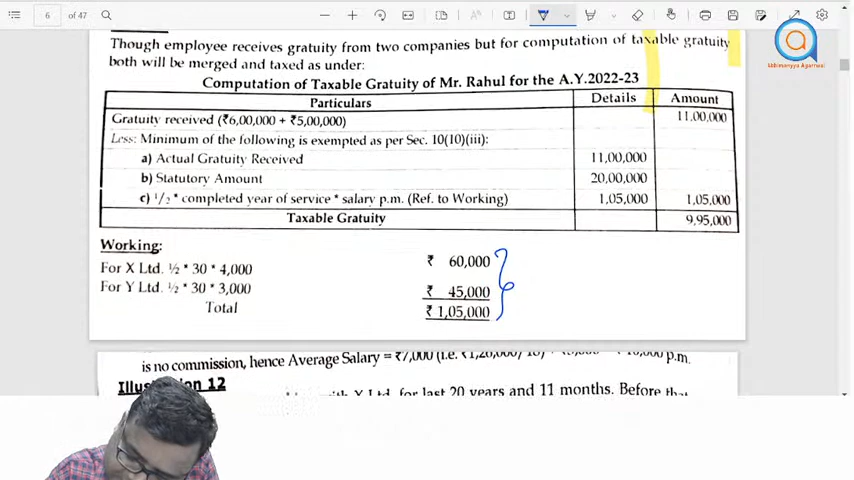 6 of 47
Though employee receives gratuity from two companies but for computation of taxable gratuity
both will be merged and taxed as under:
Computation of Taxable Gratuity of Mr. Rahul for the A.Y.2022-23
Particulars Details Amount
Gratuity received (₹6,00,000 + ₹5,00,000) 11,00,000
Less: Minimum of the following is exempted as per Sec. 10(10)(iii):
a) Actual Gratuity Received 11,00,000
b) Statutory Amount 20,00,000
c) ¹/₂ * completed year of service * salary p.m. (Ref. to Working) 1,05,000 1,05,000
Taxable Gratuity 9,95,000
Working:
For X Ltd. ½ * 30 * 4,000 ₹ 60,000
For Y Ltd. ½ * 30 * 3,000 ₹ 45,000
Total ₹ 1,05,000
is no commission, hence Average Salary = ₹7,000 (i.e. p.m.
Illustration 12
Y Ltd. for last 20 years and 11 months. Before that
Abhimanyya Agarwal